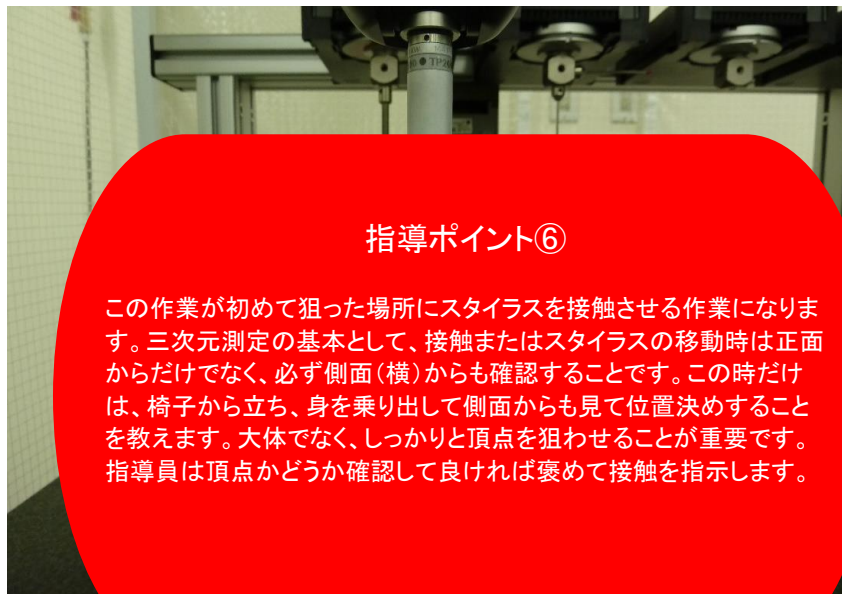 TP20
指導ポイント⑥
この作業が初めて狙った場所にスタイラスを接触させる作業になりま
す。三次元測定の基本として、接触またはスタイラスの移動時は正面
からだけでなく、必ず側面（横）からも確認することです。この時だけ
は、椅子から立ち、身を乗り出して側面からも見て位置決めすること
を教えます。大体でなく、しっかりと頂点を狙わせることが重要です。
指導員は頂点かどうか確認して良ければ褒めて接触を指示します。